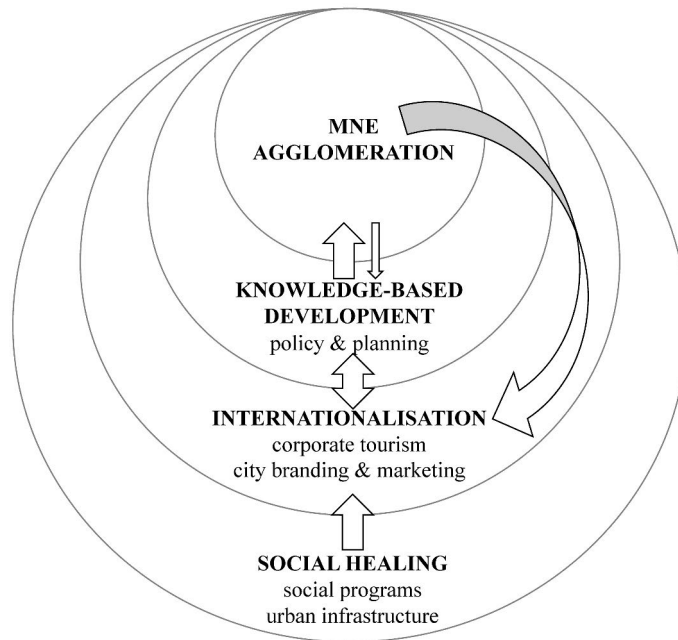 MNE
AGGLOMERATION
KNOWLEDGE-BASED
DEVELOPMENT
policy & planning
INTERNATIONALISATION
corporate tourism
city branding & marketing
SOCIAL HEALING
social programs
urban infrastructure